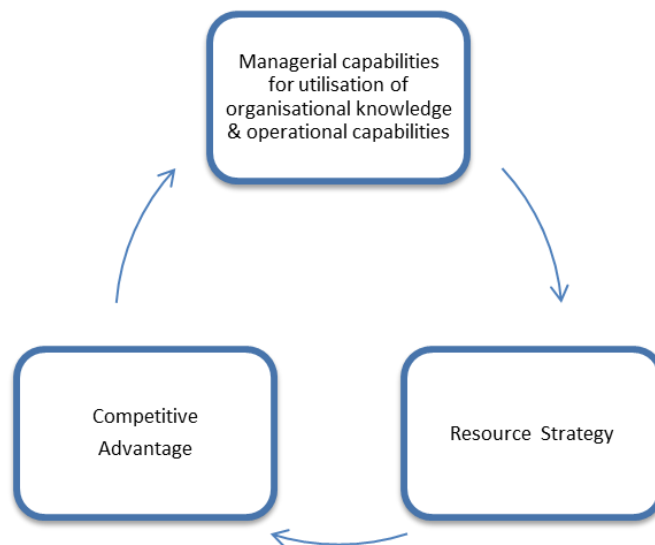 Managerial capabilities
for utilisation of
organisational knowledge
& operational capabilities
Competitive
Advantage
Resource Strategy